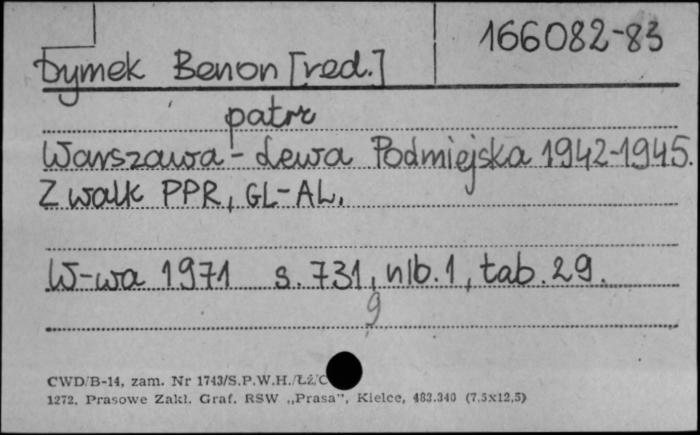 166082-83
Dymek Benon [red.]
patrz
Warszawa - Lewa Podmiejska 1942-1945.
Z walk PPR, GL-AL.
W-wa 1971 s. 731, nlb. 1, tab. 29.
9
CWD/B-14, zam. Nr 1743/S.P.W.H./Łź/C
1272. Prasowe Zakł. Graf. RSW „Prasa”, Kielce, 483.340 (7,5x12,5)